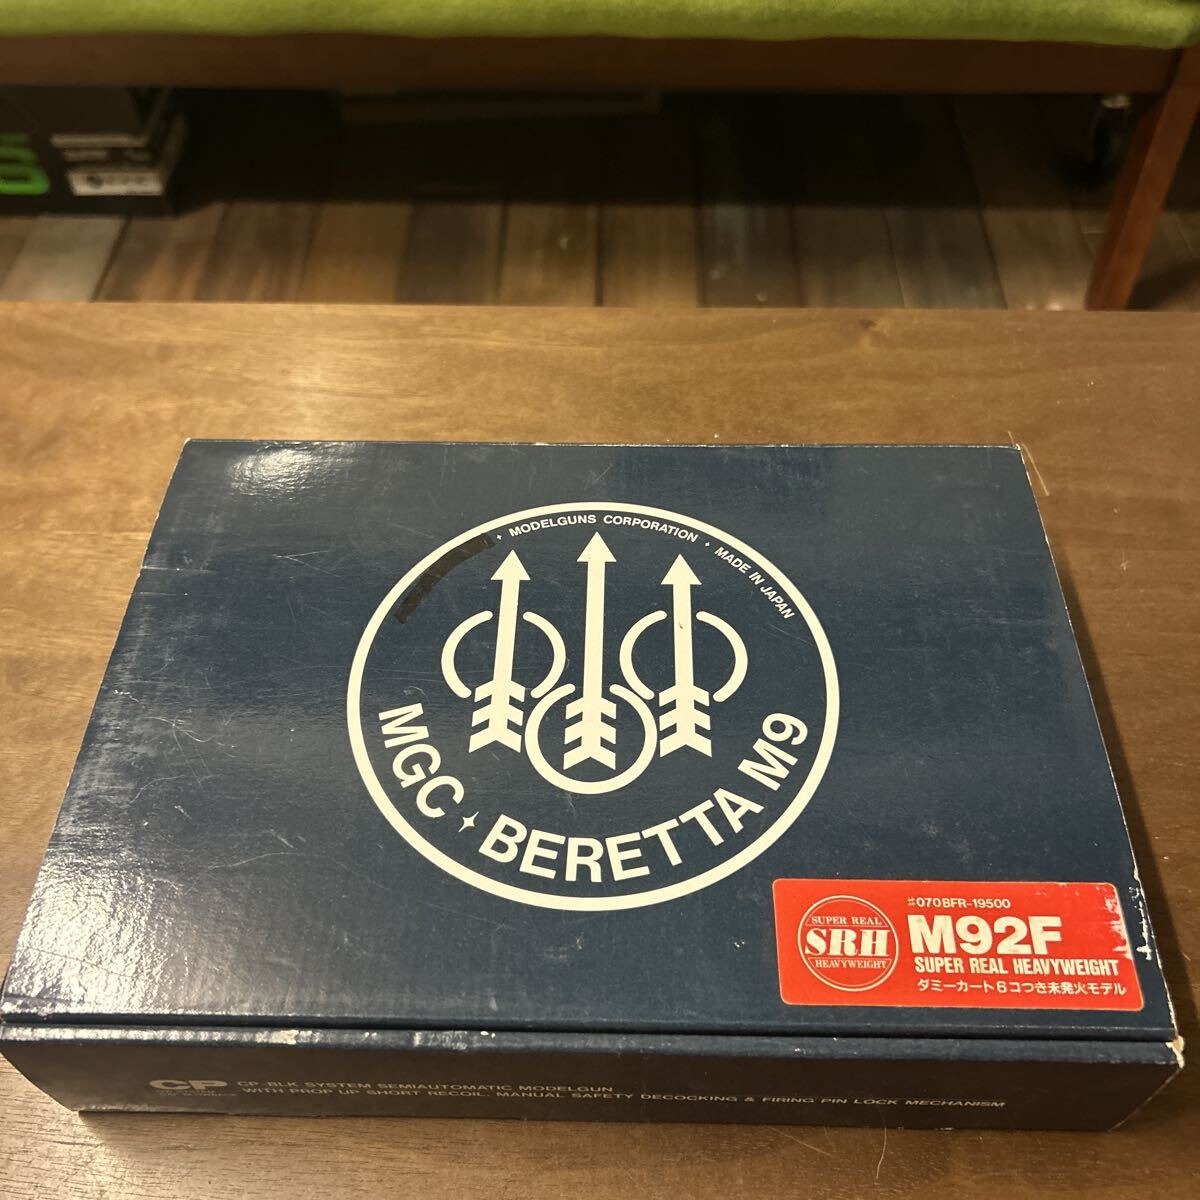 ✦ MODELGUNS CORPORATION ✦ MADE IN JAPAN
MGC ✦ BERETTA M9
SUPER REAL
SRH
HEAVYWEIGHT
#070BFR-19500
M92F
SUPER REAL HEAVYWEIGHT
ダミーカート6コつき未発火モデル
CP
CP-BLK SYSTEM SEMIAUTOMATIC MODELGUN
WITH PROP UP SHORT RECOIL, MANUAL SAFETY DECOCKING & FIRING PIN LOCK MECHANISM